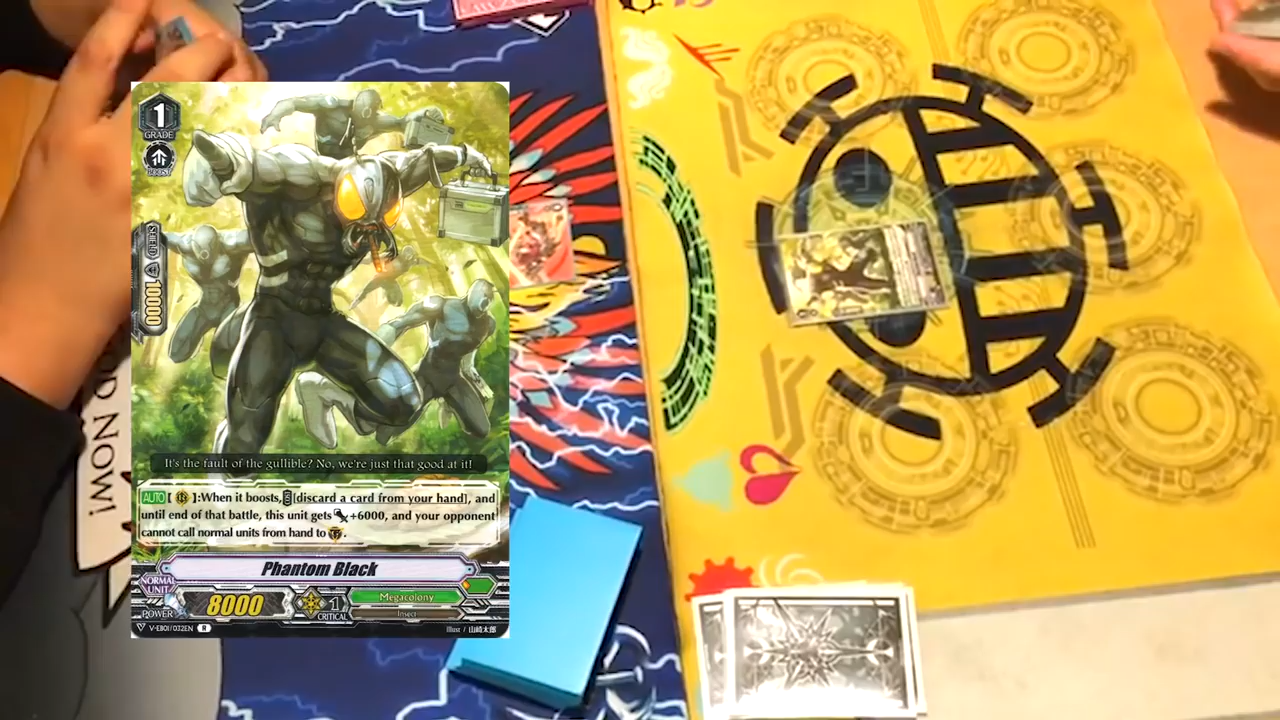 1
GRADE
BOOST
SHIELD 10000
It's the fault of the gullible? No, we're just that good at it!
AUTO [ ]:When it boosts, [discard a card from your hand], and
until end of that battle, this unit gets +6000, and your opponent
cannot call normal units from hand to .
Phantom Black
NORMAL
UNIT
POWER 8000 1 CRITICAL
Megacolony
Insect
V-EB01/032EN R Illust / 山崎太郎
NOW!